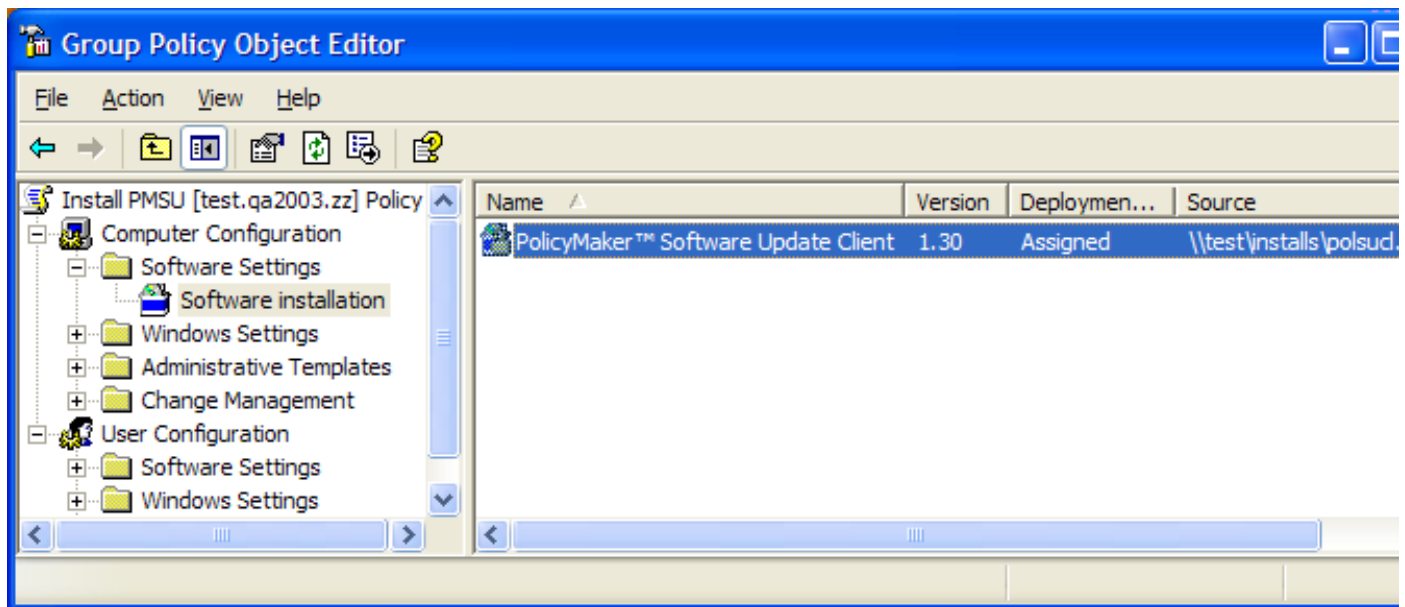 Group Policy Object Editor
File Action View Help
Install PMSU [test.qa2003.zz] Policy
Computer Configuration
Software Settings
Software installation
Windows Settings
Administrative Templates
Change Management
User Configuration
Software Settings
Windows Settings
Name Version Deploymen... Source
PolicyMaker™ Software Update Client 1.30 Assigned \\test\installs\polsucl.